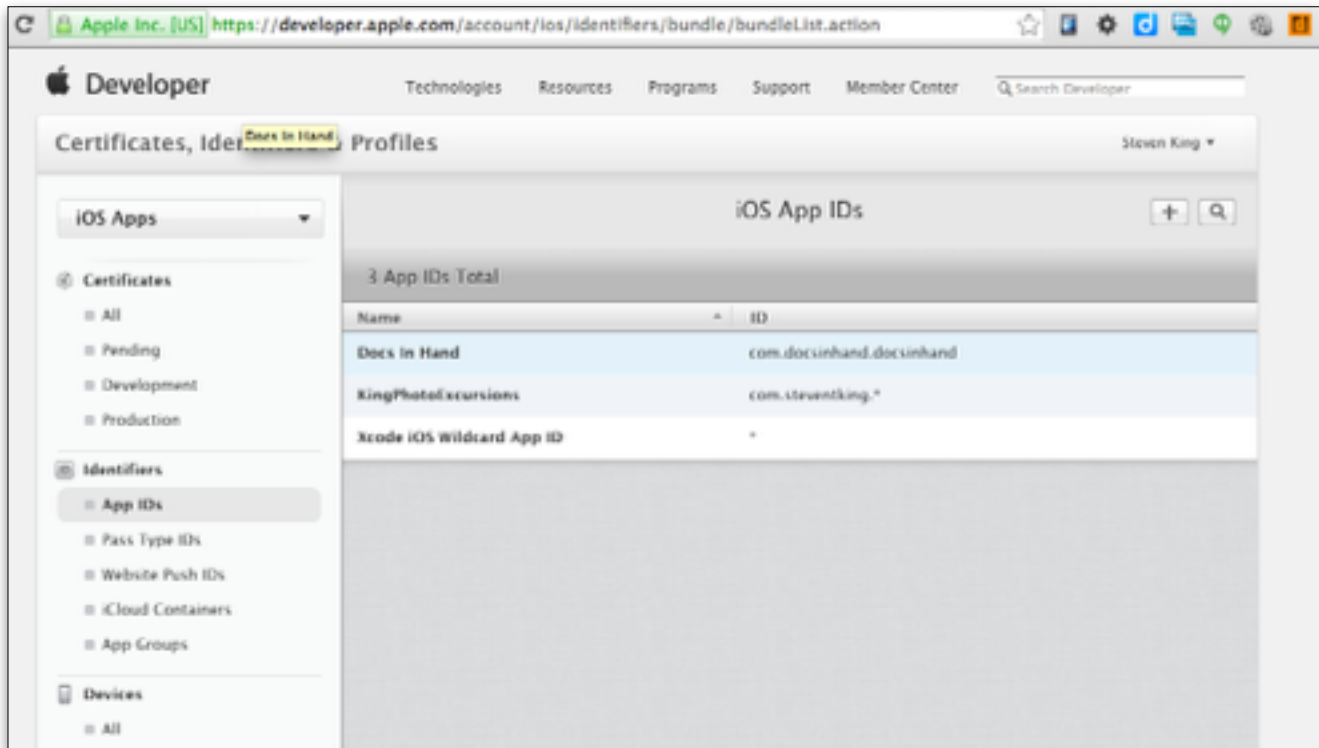 Apple Inc. [US] https://developer.apple.com/account/ios/identifiers/bundle/bundleList.action
Developer
Technologies Resources Programs Support Member Center Search Developer
Certificates, Profiles
Docs In Hand
Steven King
iOS Apps
iOS App IDs
3 App IDs Total
Name ID
Docs In Hand com.docsinhand.docsinhand
KingPhotoExcursions com.steventking.*
Xcode iOS Wildcard App ID *
Certificates
All
Pending
Development
Production
Identifiers
App IDs
Pass Type IDs
Website Push IDs
iCloud Containers
App Groups
Devices
All